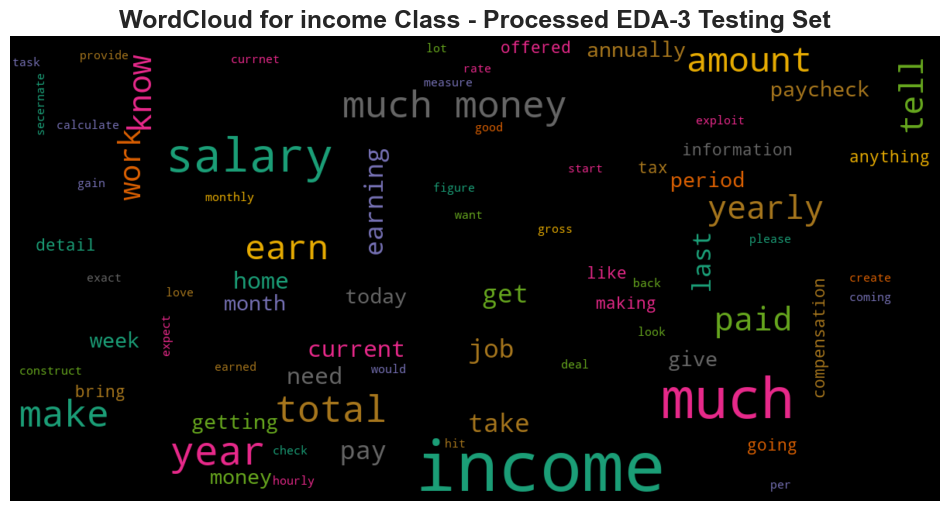 WordCloud for income Class - Processed EDA-3 Testing Set
task
provide
currnet
lot
offered
annually
amount
rate
measure
tell
know
secernate
much money
paycheck
calculate
good
exploit
work
salary
earning
information
anything
start
tax
period
gain
monthly
figure
yearly
want
gross
detail
earn
last
please
exact
home
like
back
create
love
month
today
get
making
compensation
coming
week
expect
current
job
look
paid
construct
earned
need
would
deal
give
bring
make
getting
total
take
much
year
check
pay
hit
income
going
money
hourly
per